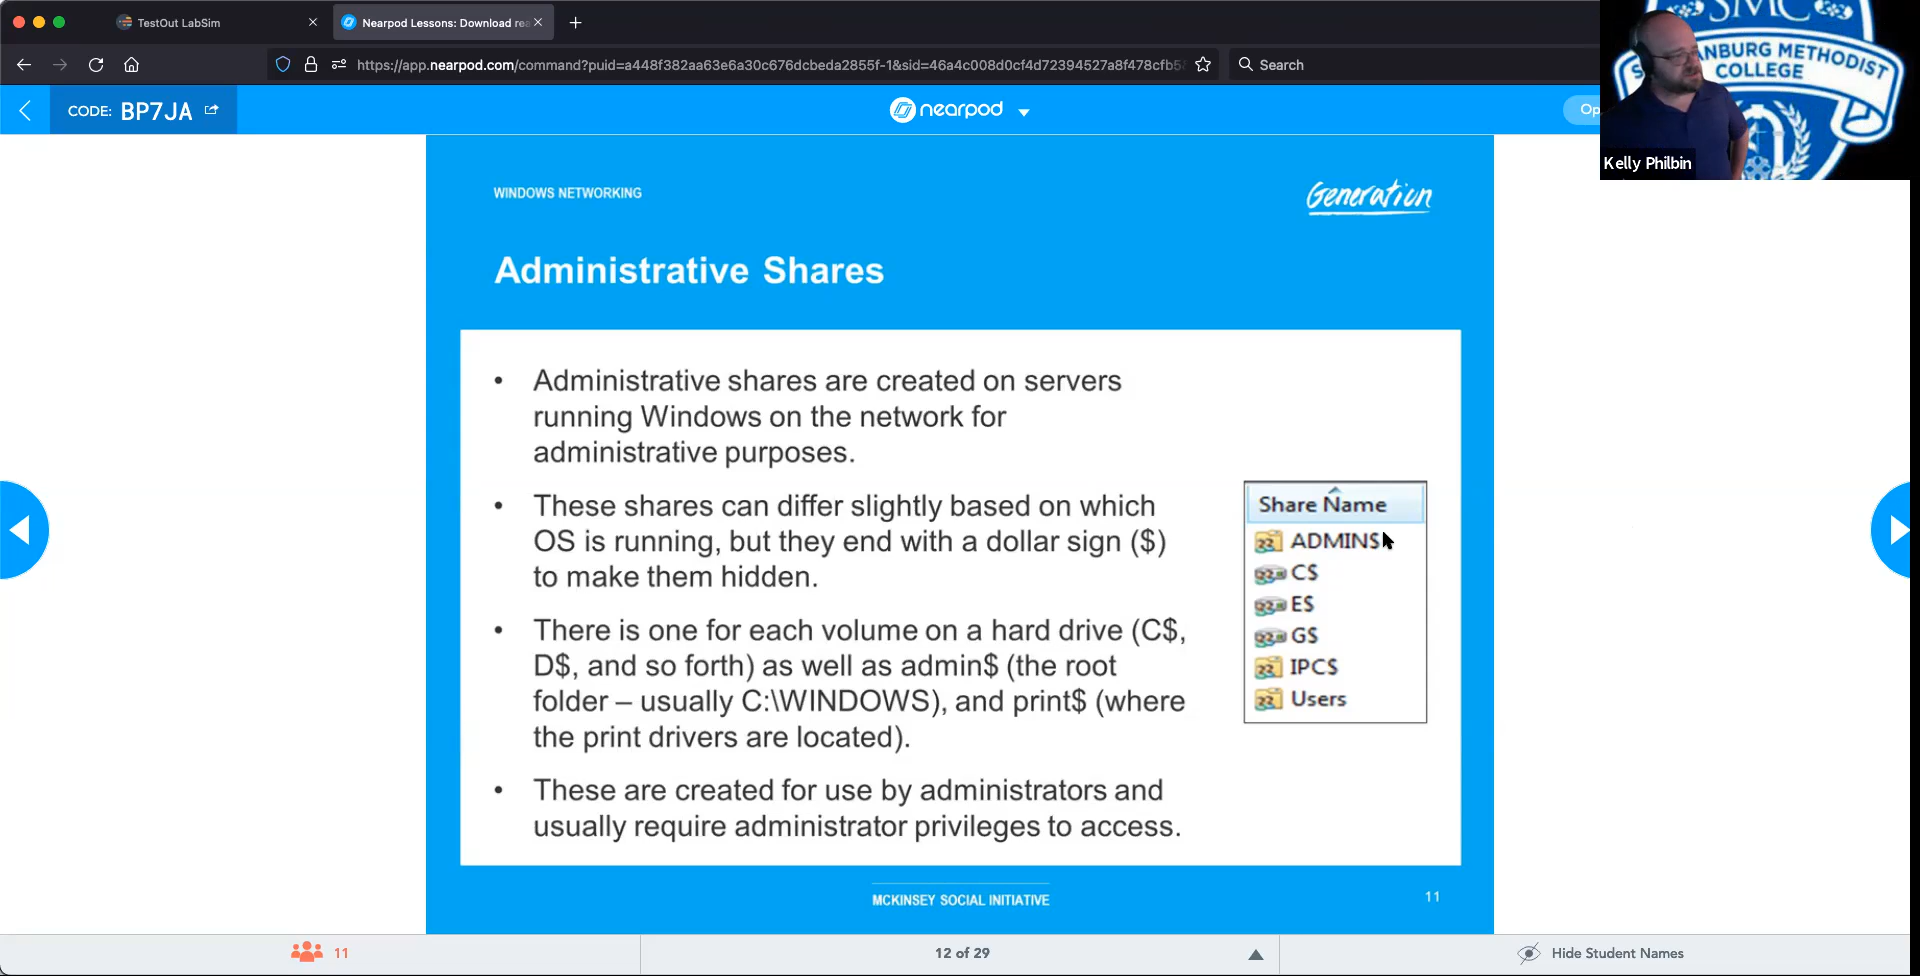 TestOut LabSim
Nearpod Lessons: Download rea
https://app.nearpod.com/command?puid=a448f382aa63e6a30c676dcbeda2855f-1&sid=46a4c008d0cf4d72394527a8f478cfb5
Search
CODE: BP7JA
nearpod
Op
SMC
ANBURG METHODIST
COLLEGE
Kelly Philbin
WINDOWS NETWORKING
Generation
Administrative Shares
• Administrative shares are created on servers
running Windows on the network for
administrative purposes.
• These shares can differ slightly based on which
OS is running, but they end with a dollar sign ($)
to make them hidden.
• There is one for each volume on a hard drive (C$,
D$, and so forth) as well as admin$ (the root
folder – usually C:\WINDOWS), and print$ (where
the print drivers are located).
• These are created for use by administrators and
usually require administrator privileges to access.
Share Name
ADMIN$
C$
E$
G$
IPC$
Users
MCKINSEY SOCIAL INITIATIVE
11
11
12 of 29
Hide Student Names